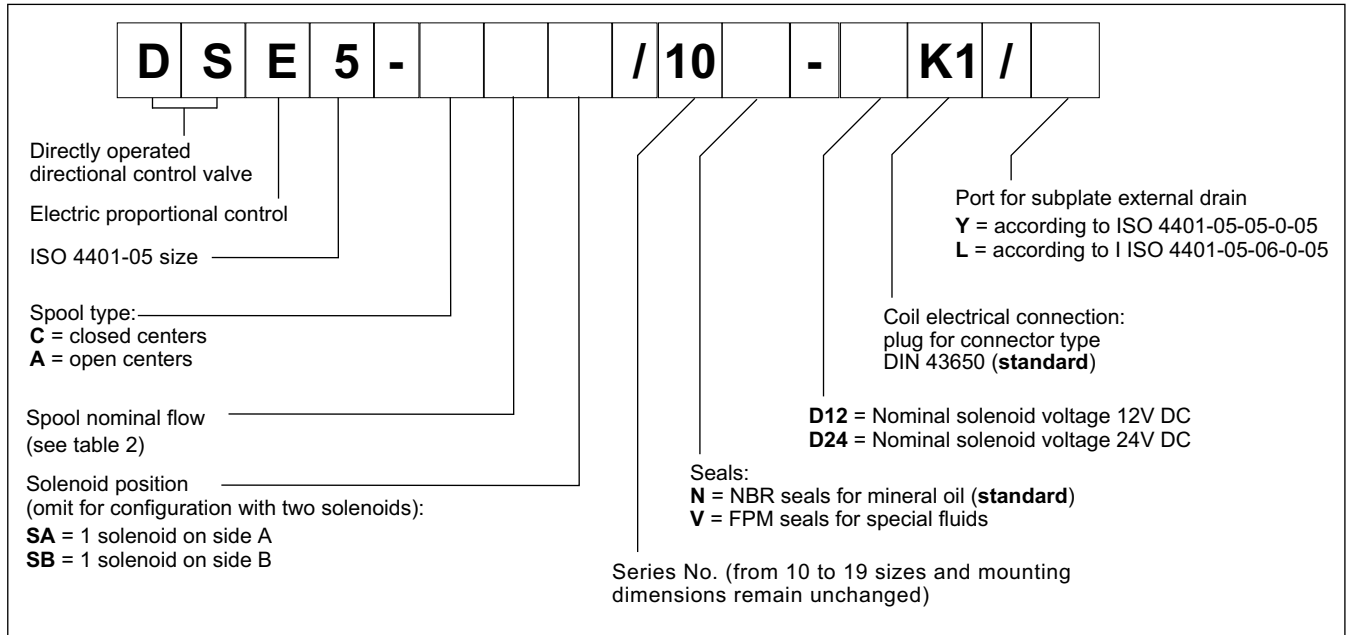 D S E 5 - / 10 - K1 /
Directly operated
directional control valve
Electric proportional control
ISO 4401-05 size
Spool type:
C = closed centers
A = open centers
Spool nominal flow
(see table 2)
Solenoid position
(omit for configuration with two solenoids):
SA = 1 solenoid on side A
SB = 1 solenoid on side B
Port for subplate external drain
Y = according to ISO 4401-05-05-0-05
L = according to I ISO 4401-05-06-0-05
Coil electrical connection:
plug for connector type
DIN 43650 (standard)
D12 = Nominal solenoid voltage 12V DC
D24 = Nominal solenoid voltage 24V DC
Seals:
N = NBR seals for mineral oil (standard)
V = FPM seals for special fluids
Series No. (from 10 to 19 sizes and mounting
dimensions remain unchanged)